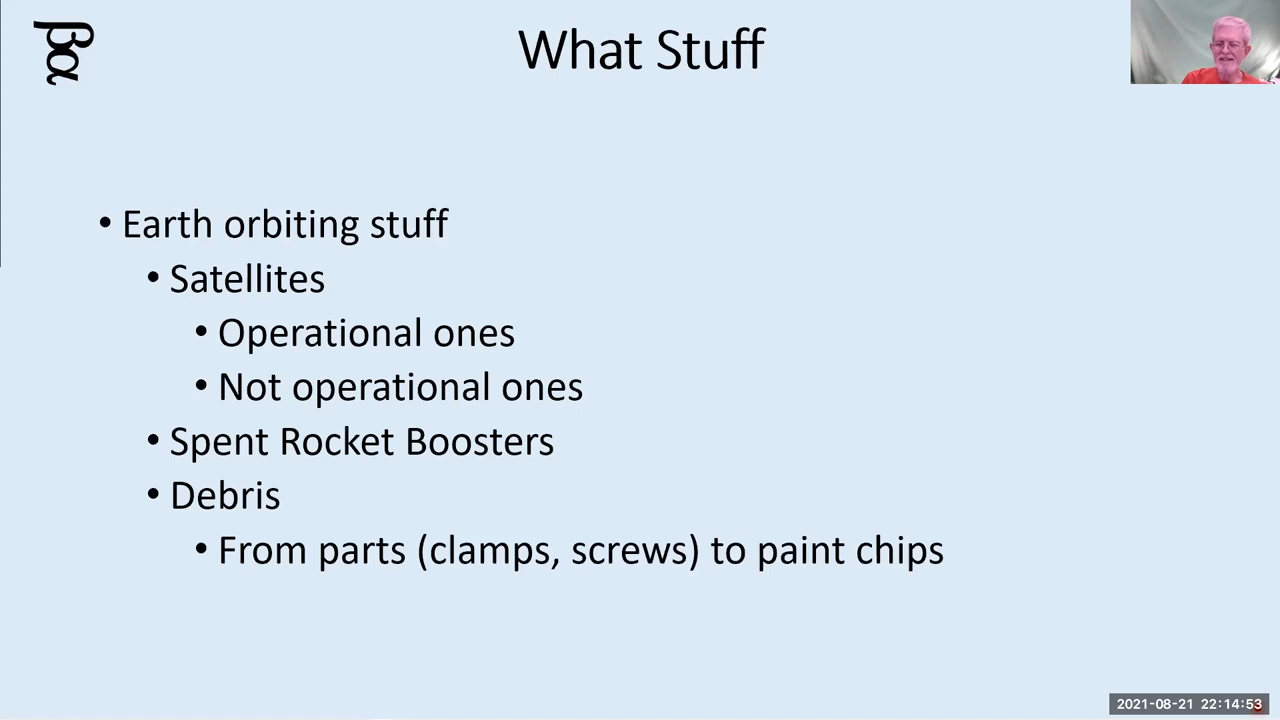 βα
What Stuff
• Earth orbiting stuff
• Satellites
• Operational ones
• Not operational ones
• Spent Rocket Boosters
• Debris
• From parts (clamps, screws) to paint chips
2021-08-21 22:14:53